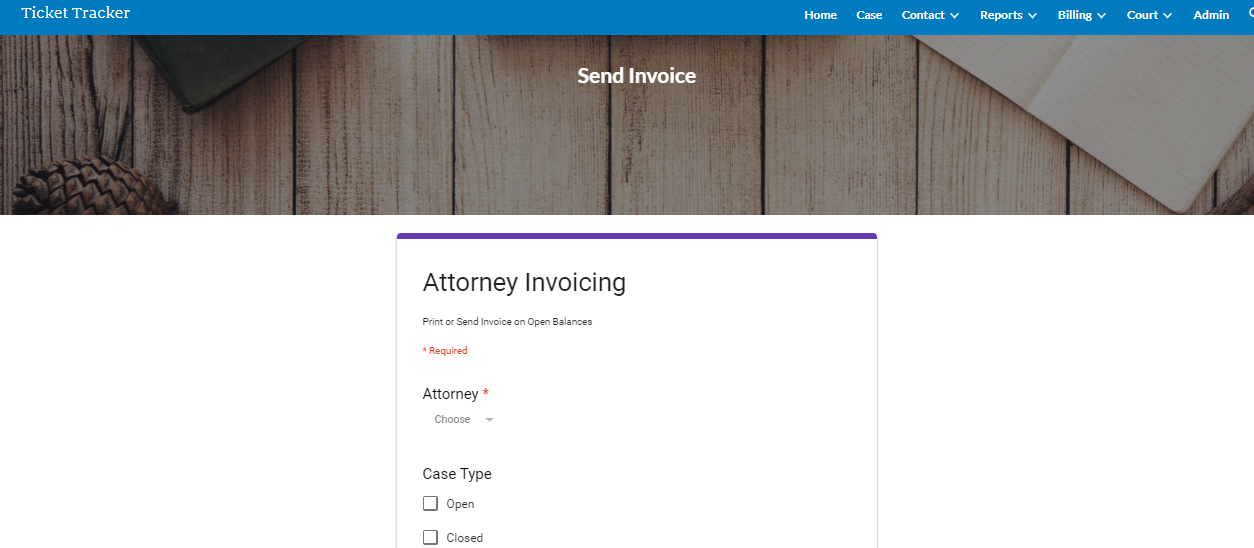 Ticket Tracker
Home Case Contact Reports Billing Court Admin
Send Invoice
Attorney Invoicing
Print or Send Invoice on Open Balances
* Required
Attorney *
Choose
Case Type
Open
Closed